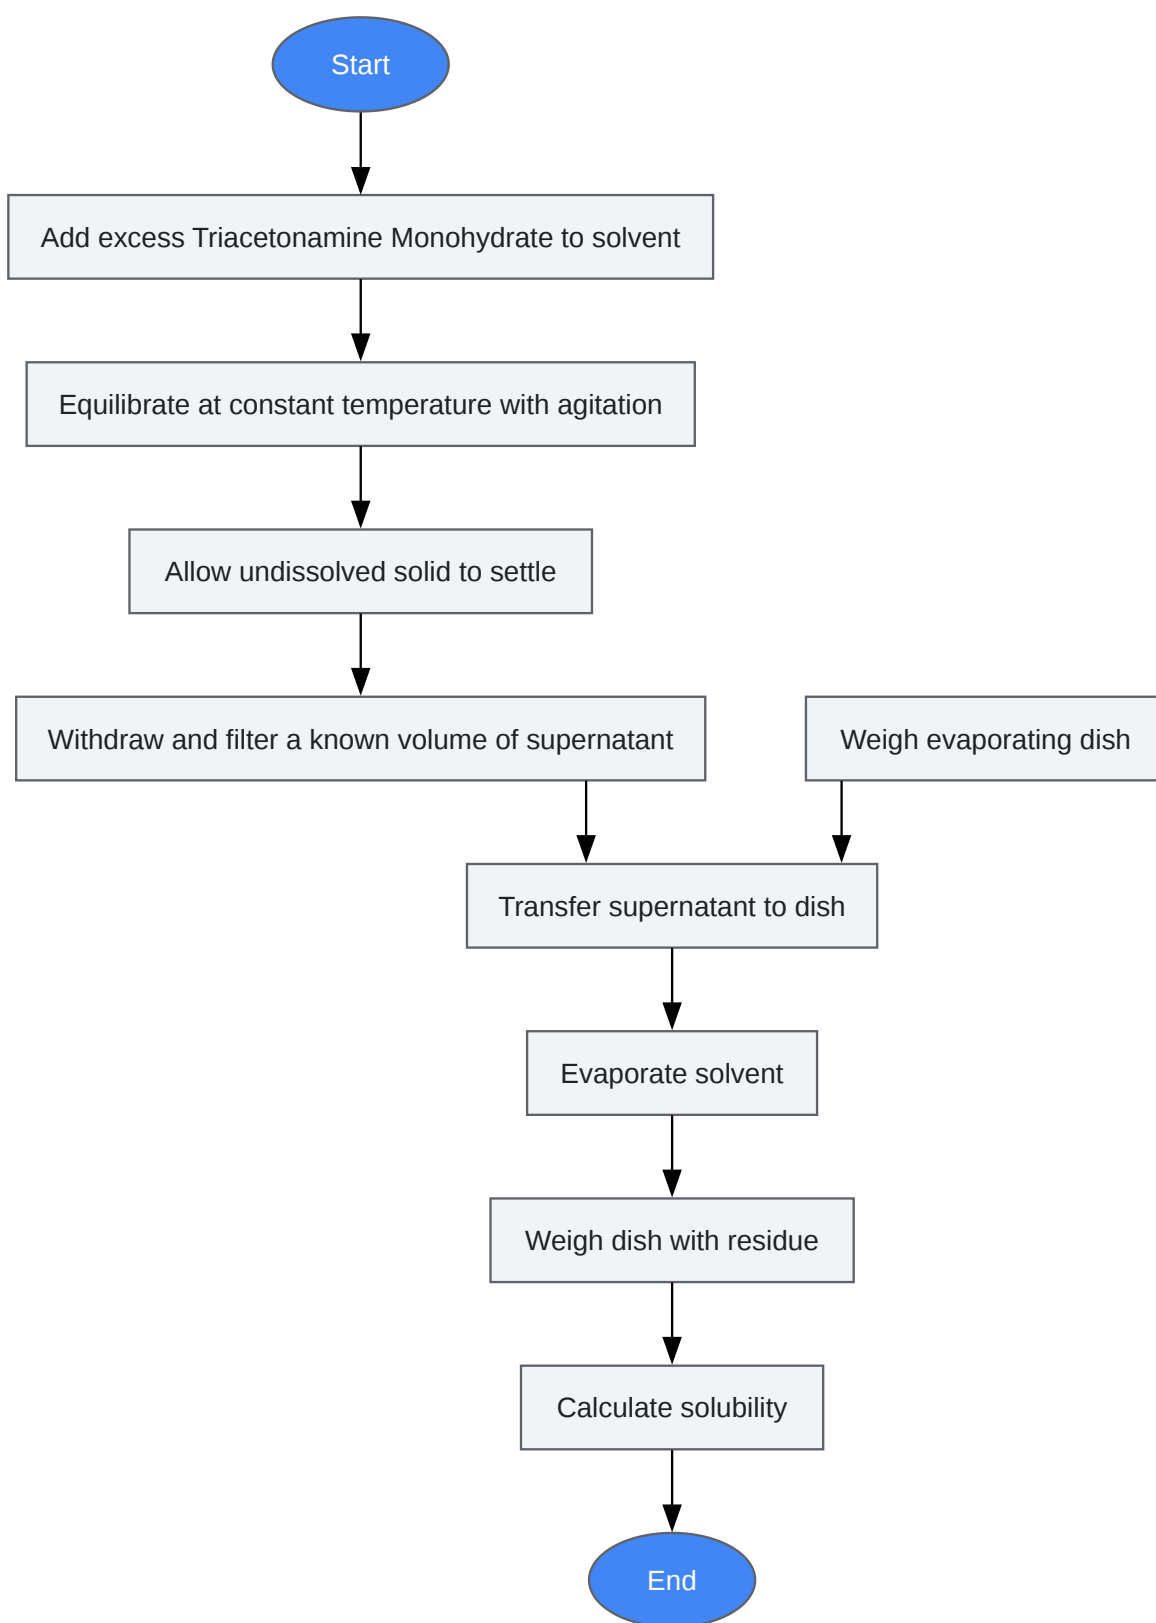 Start
Add excess Triacetonamine Monohydrate to solvent
Equilibrate at constant temperature with agitation
Allow undissolved solid to settle
Withdraw and filter a known volume of supernatant
Weigh evaporating dish
Transfer supernatant to dish
Evaporate solvent
Weigh dish with residue
Calculate solubility
End